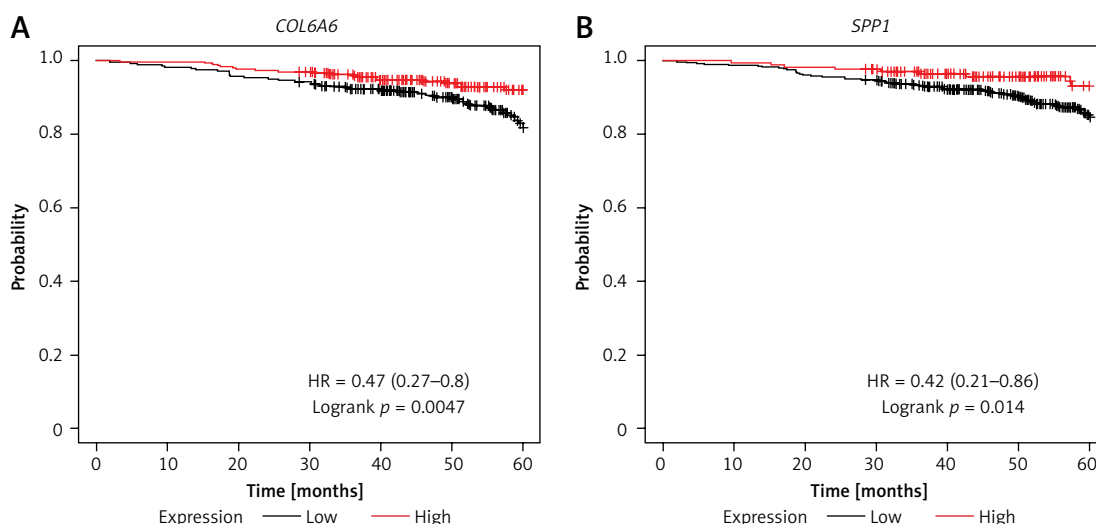 A
COL6A6
1.0
0.8
0.6
0.4
0.2
0
Probability
HR = 0.47 (0.27–0.8)
Logrank p = 0.0047
0 10 20 30 40 50 60
Time [months]
Expression Low High
B
SPP1
1.0
0.8
0.6
0.4
0.2
0
Probability
HR = 0.42 (0.21–0.86)
Logrank p = 0.014
0 10 20 30 40 50 60
Time [months]
Expression Low High